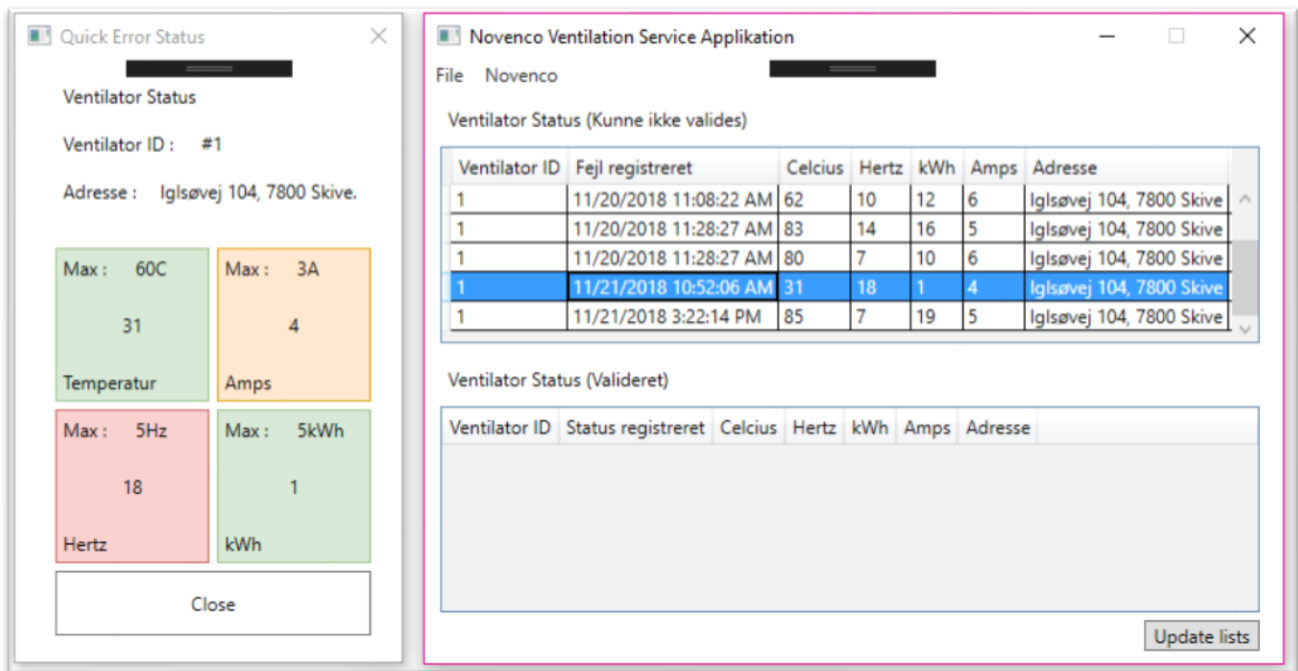 Quick Error Status
Ventilator Status
Ventilator ID : #1
Adresse : Iglsøvej 104, 7800 Skive.
Max : 60C
31
Temperatur
Max : 3A
4
Amps
Max : 5Hz
18
Hertz
Max : 5kWh
1
kWh
Close
Novenco Ventilation Service Applikation
File Novenco
Ventilator Status (Kunne ikke valides)
Ventilator ID Fejl registreret Celcius Hertz kWh Amps Adresse
1 11/20/2018 11:08:22 AM 62 10 12 6 Iglsøvej 104, 7800 Skive
1 11/20/2018 11:28:27 AM 83 14 16 5 Iglsøvej 104, 7800 Skive
1 11/20/2018 11:28:27 AM 80 7 10 6 Iglsøvej 104, 7800 Skive
1 11/21/2018 10:52:06 AM 31 18 1 4 Iglsøvej 104, 7800 Skive
1 11/21/2018 3:22:14 PM 85 7 19 5 Iglsøvej 104, 7800 Skive
Ventilator Status (Valideret)
Ventilator ID Status registreret Celcius Hertz kWh Amps Adresse
Update lists